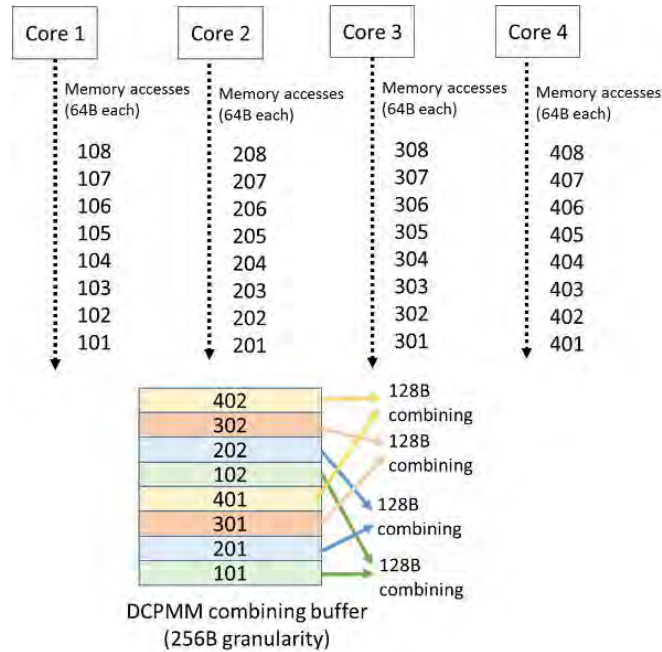 Core 1
Core 2
Core 3
Core 4
Memory accesses
(64B each)
Memory accesses
(64B each)
Memory accesses
(64B each)
Memory accesses
(64B each)
108
107
106
105
104
103
102
101
208
207
206
205
204
203
202
201
308
307
306
305
304
303
302
301
408
407
406
405
404
403
402
401
402
302
202
102
401
301
201
101
128B
combining
128B
combining
128B
combining
128B
combining
DCPMM combining buffer
(256B granularity)